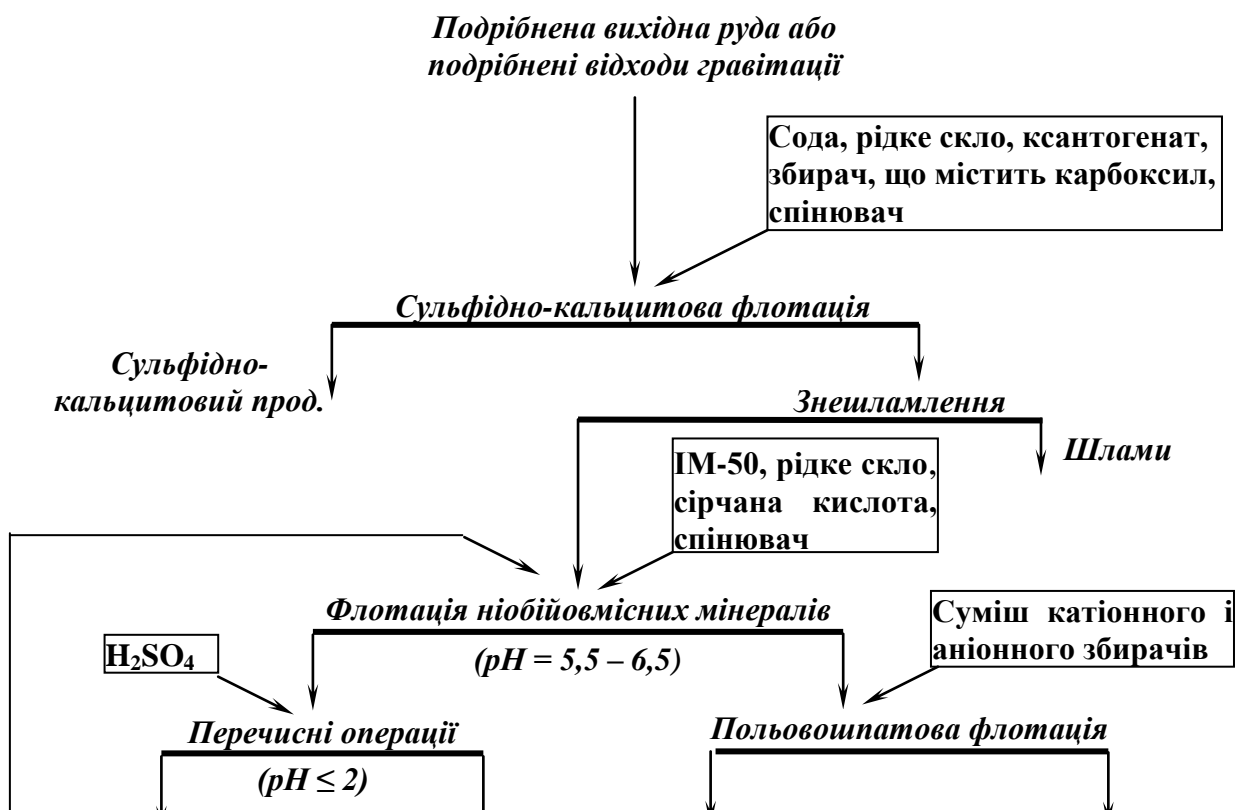 Подрібнена вихідна руда або
подрібнені відходи гравітації
Сода, рідке скло, ксантогенат,
збирач, що містить карбоксил,
спінювач
Сульфідно-кальцитова флотація
Сульфідно-
кальцитовий прод.
Знешламлення
Шлами
ІМ-50, рідке скло,
сірчана кислота,
спінювач
Флотація ніобійовмісних мінералів
(рН = 5,5 – 6,5)
Суміш катіонного і
аніонного збирачів
H₂SO₄
Перечисні операції
(рН ≤ 2)
Польовошпатова флотація